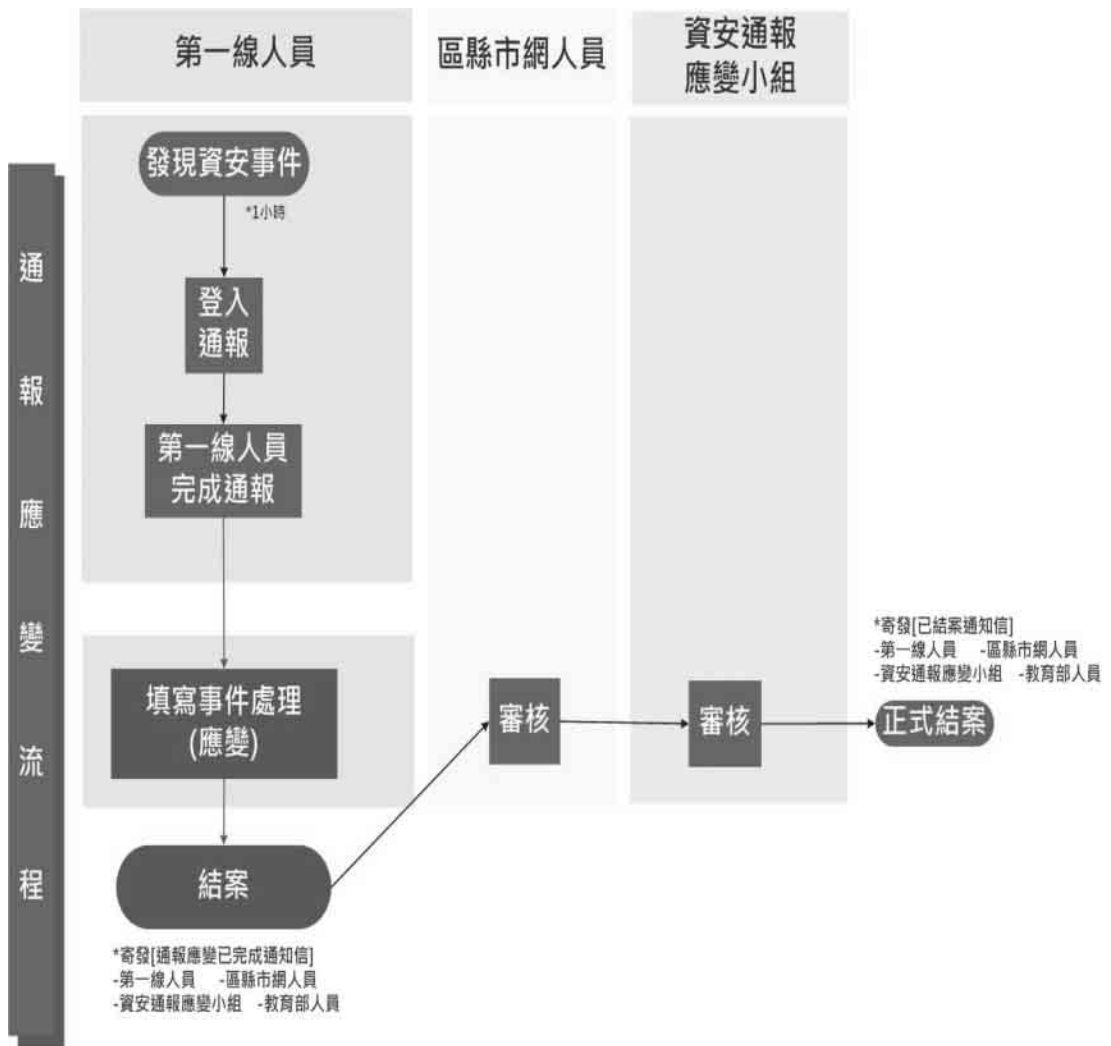 第一線人員
區縣市網人員
資安通報
應變小組
通報應變流程
發現資安事件
*1小時
登入
通報
第一線人員
完成通報
填寫事件處理
(應變)
結案
*寄發[通報應變已完成通知信]
-第一線人員 -區縣市網人員
-資安通報應變小組 -教育部人員
審核
審核
*寄發[已結案通知信]
-第一線人員 -區縣市網人員
-資安通報應變小組 -教育部人員
正式結案